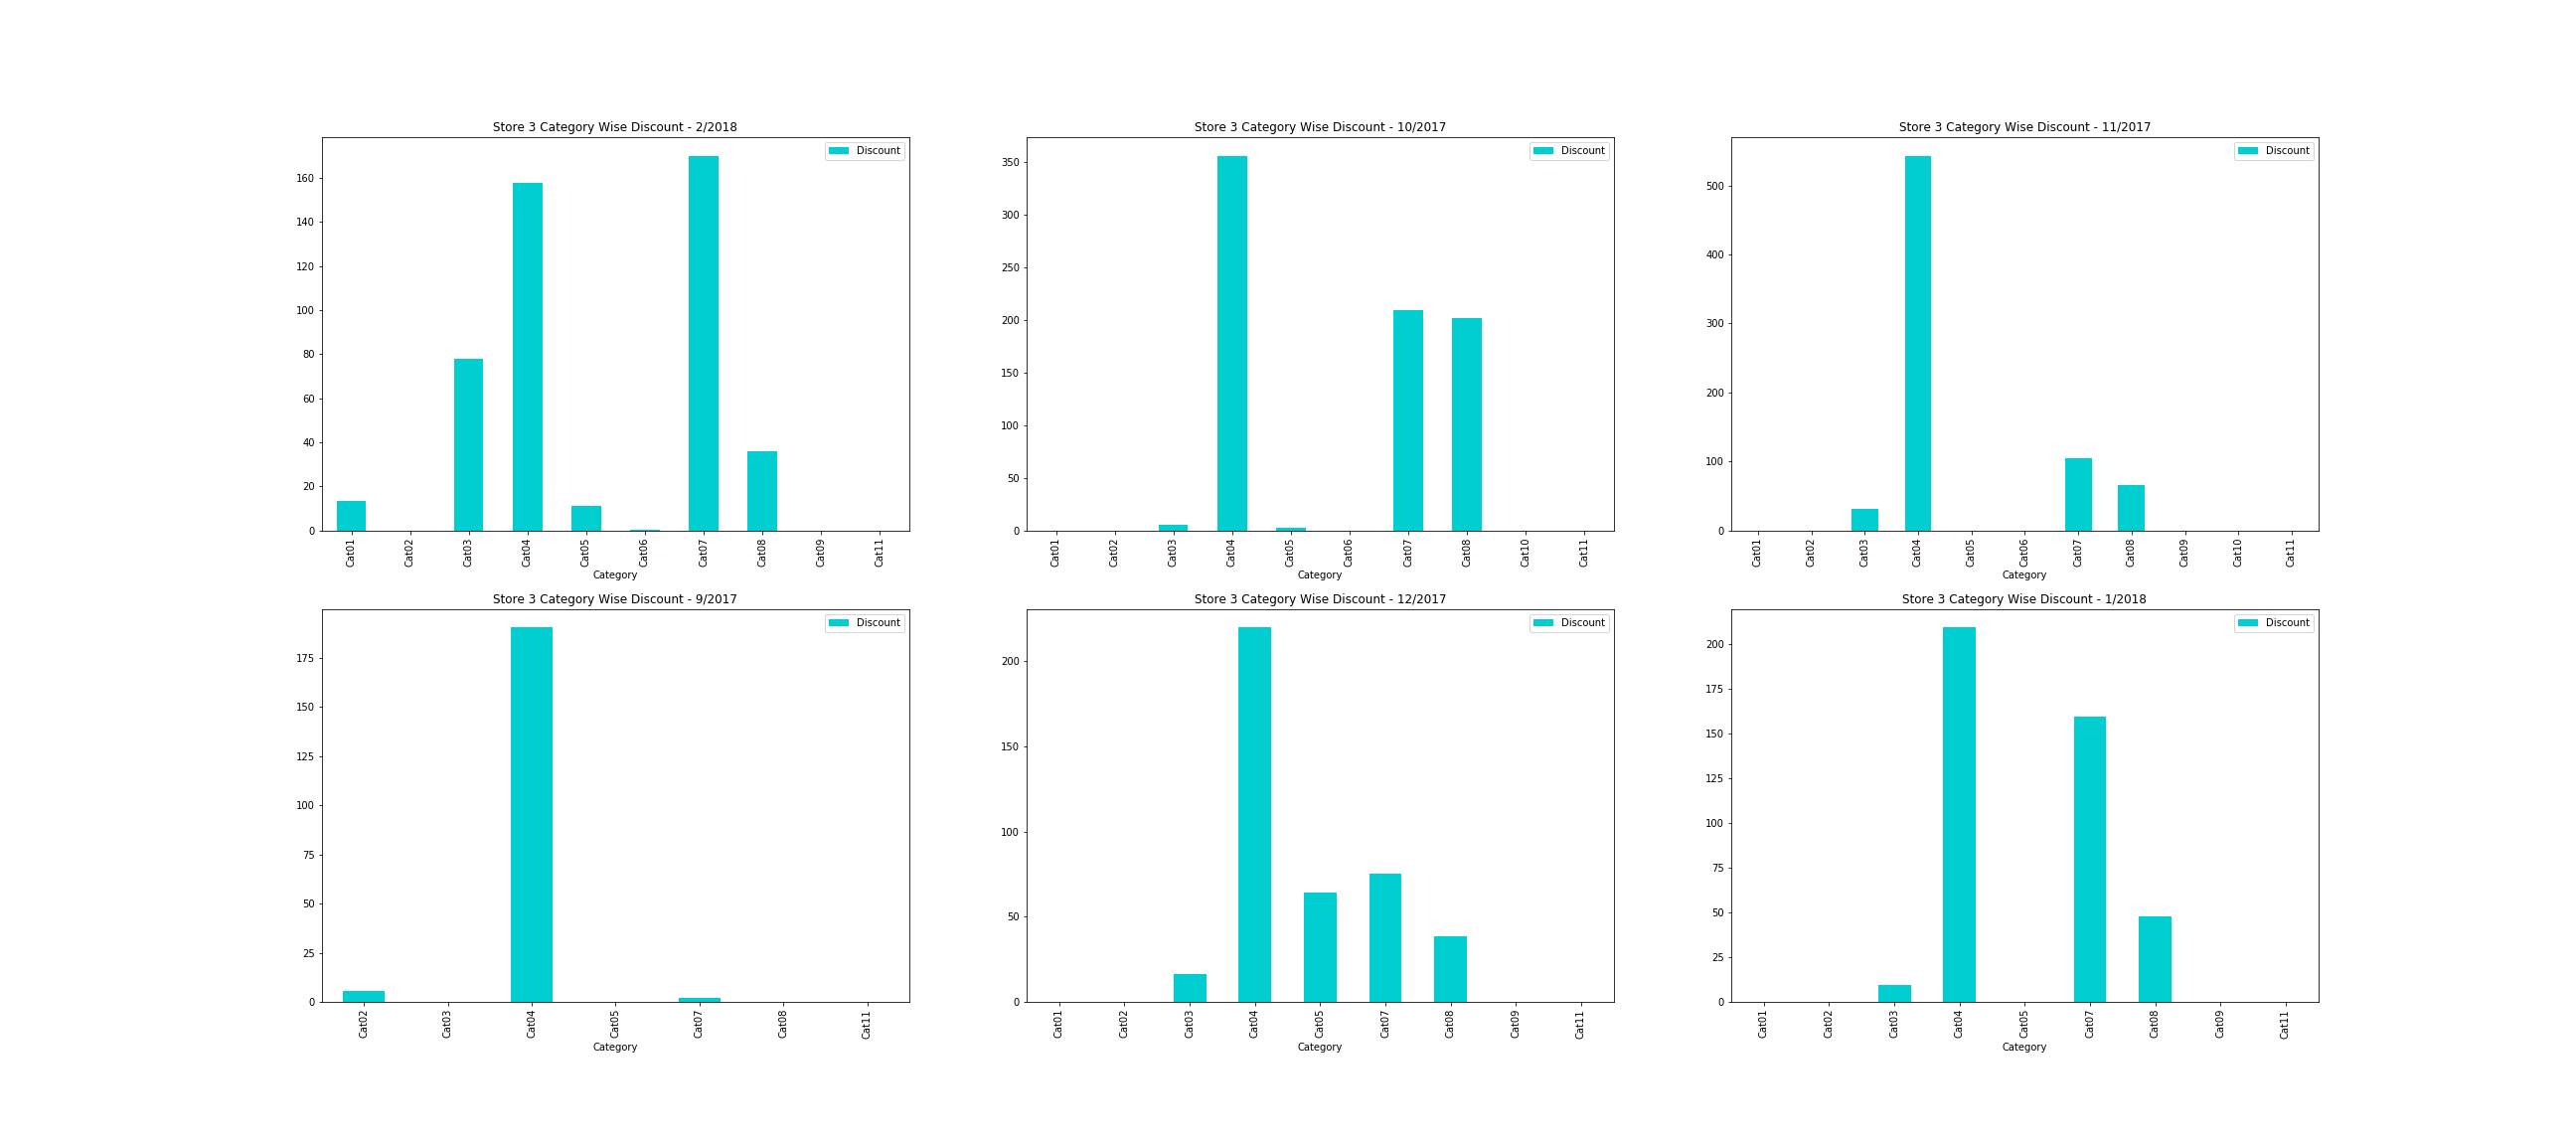 Store 3 Category Wise Discount - 2/2018
Discount
160
140
120
100
80
60
40
20
0
Cat01 Cat02 Cat03 Cat04 Cat05 Cat06 Cat07 Cat08 Cat09 Cat11
Category
Store 3 Category Wise Discount - 10/2017
Discount
350
300
250
200
150
100
50
0
Cat01 Cat02 Cat03 Cat04 Cat05 Cat06 Cat07 Cat08 Cat10 Cat11
Category
Store 3 Category Wise Discount - 11/2017
Discount
500
400
300
200
100
0
Cat01 Cat02 Cat03 Cat04 Cat05 Cat06 Cat07 Cat08 Cat09 Cat10 Cat11
Category
Store 3 Category Wise Discount - 9/2017
Discount
175
150
125
100
75
50
25
0
Cat02 Cat03 Cat04 Cat05 Cat07 Cat08 Cat11
Category
Store 3 Category Wise Discount - 12/2017
Discount
200
150
100
50
0
Cat01 Cat02 Cat03 Cat04 Cat05 Cat07 Cat08 Cat09 Cat11
Category
Store 3 Category Wise Discount - 1/2018
Discount
200
175
150
125
100
75
50
25
0
Cat01 Cat02 Cat03 Cat04 Cat05 Cat07 Cat08 Cat09 Cat11
Category